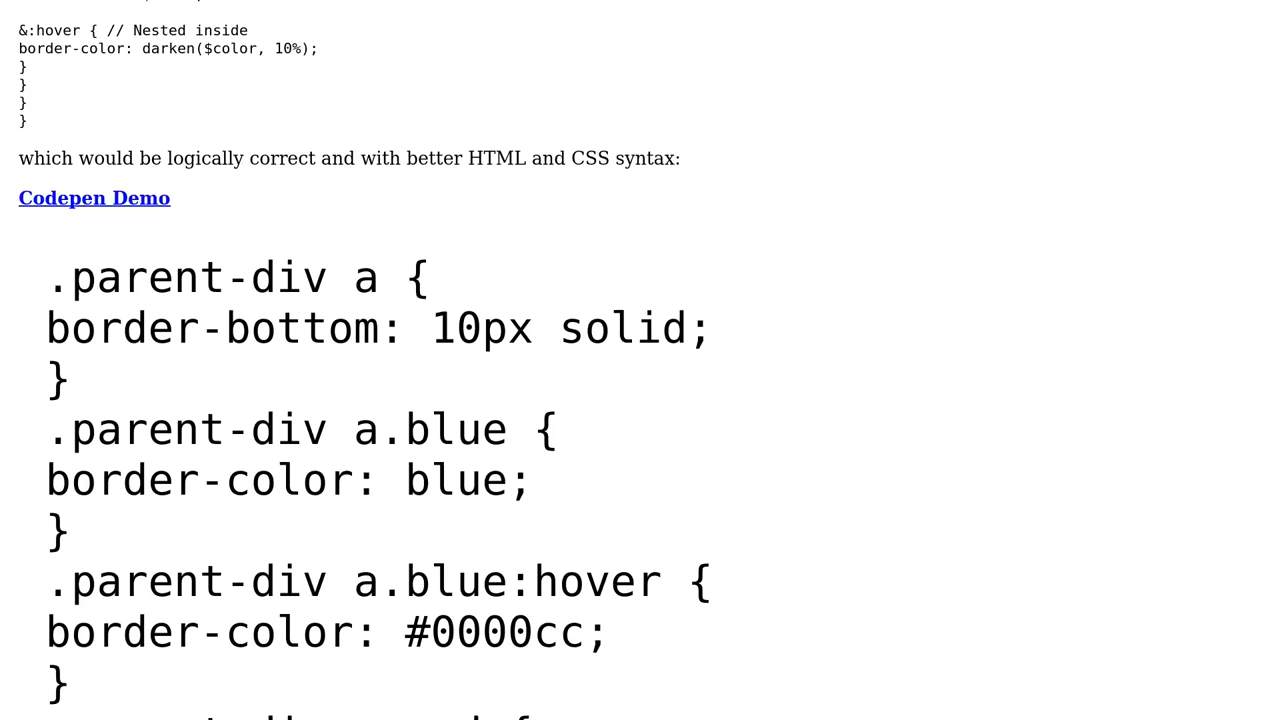 &:hover { // Nested inside
border-color: darken($color, 10%);
}
}
}
}
which would be logically correct and with better HTML and CSS syntax:
Codepen Demo
.parent-div a {
border-bottom: 10px solid;
}
.parent-div a.blue {
border-color: blue;
}
.parent-div a.blue:hover {
border-color: #0000cc;
}